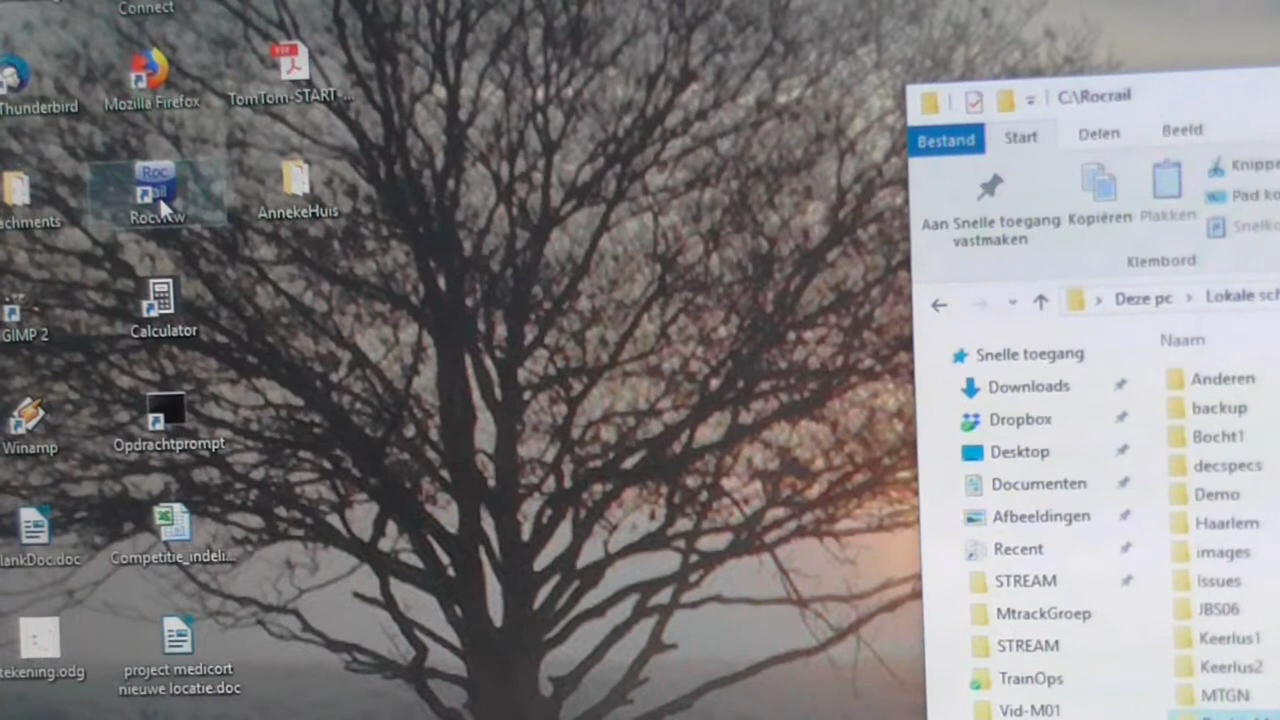 Connect
Thunderbird
Mozilla Firefox
TomTom-START-...
achments
Roc
ail
Rocview
AnnekeHuis
GIMP 2
Calculator
Winamp
Opdrachtprompt
lankDoc.doc
Competitie_indeli...
tekening.odg
project medicort
nieuwe locatie.doc
C:\Rocrail
Bestand
Start
Delen
Beeld
Aan Snelle toegang
vastmaken
Kopiëren
Plakken
Knippe
Pad ko
Snelko
Klembord
Deze pc > Lokale sch
Naam
Snelle toegang
Downloads
Dropbox
Desktop
Documenten
Afbeeldingen
Recent
STREAM
MtrackGroep
STREAM
TrainOps
Vid-M01
Anderen
backup
Bocht1
decspecs
Demo
Haarlem
images
Issues
JBS06
Keerlus1
Keerlus2
MTGN